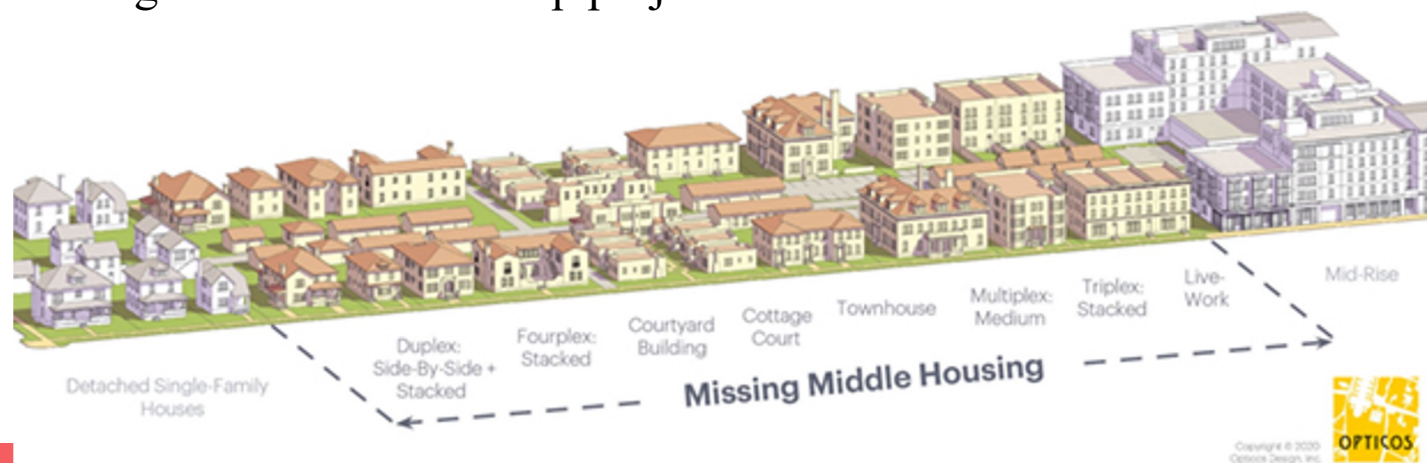 Detached Single-Family
Houses
Duplex:
Side-By-Side +
Stacked
Fourplex:
Stacked
Courtyard
Building
Cottage
Court
Townhouse
Multiplex:
Medium
Triplex:
Stacked
Live-
Work
Mid-Rise
Missing Middle Housing
OPTICOS
Copyright © 2020
Opticos Design, Inc.